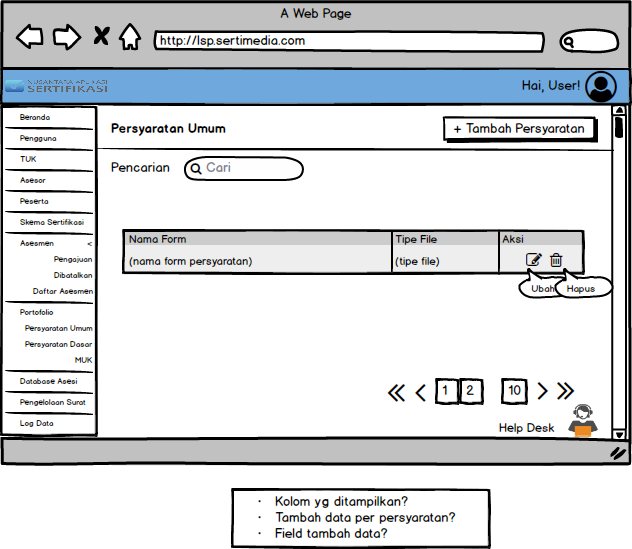 A Web Page
http://lsp.sertimedia.com
NUSANTARA APLIKASI
SERTIFIKASI
Hai, User!
Beranda
Pengguna
TUK
Asesor
Peserta
Skema Sertifikasi
Asesmen <
Pengajuan
Dibatalkan
Daftar Asesmen
Portofolio
Persyaratan Umum
Persyaratan Dasar
MUK
Database Asesi
Pengelolaan Surat
Log Data
Persyaratan Umum
+ Tambah Persyaratan
Pencarian
Cari
Nama Form Tipe File Aksi
(nama form persyaratan) (tipe file)
Ubah Hapus
1 2 10
Help Desk
· Kolom yg ditampilkan?
· Tambah data per persyaratan?
· Field tambah data?